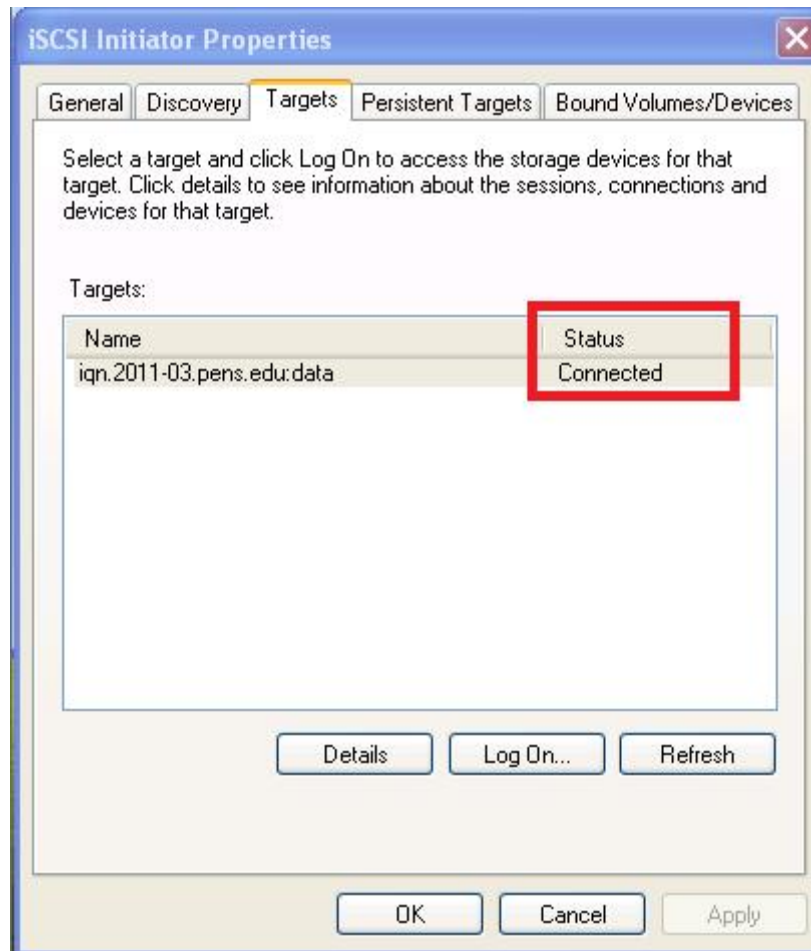 iSCSI Initiator Properties
General Discovery Targets Persistent Targets Bound Volumes/Devices
Select a target and click Log On to access the storage devices for that
target. Click details to see information about the sessions, connections and
devices for that target.
Targets:
Name Status
iqn.2011-03.pens.edu:data Connected
Details Log On... Refresh
OK Cancel Apply